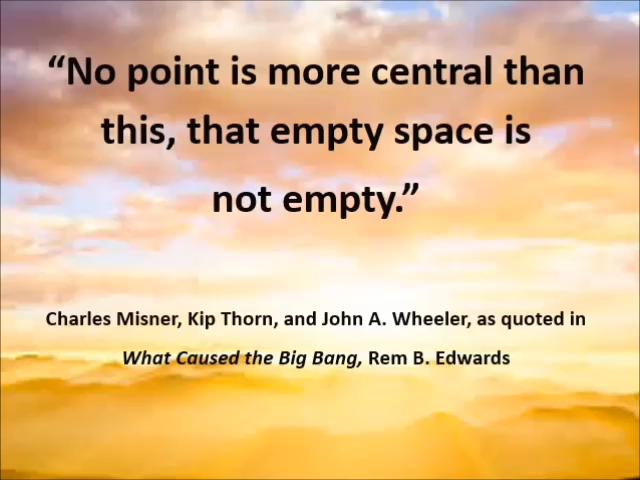 “No point is more central than
this, that empty space is
not empty.”
Charles Misner, Kip Thorn, and John A. Wheeler, as quoted in
What Caused the Big Bang, Rem B. Edwards